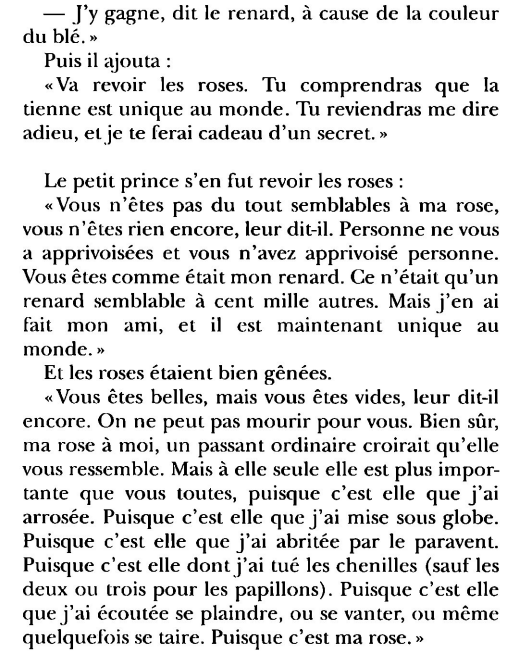 — J'y gagne, dit le renard, à cause de la couleur
du blé. »
Puis il ajouta :
« Va revoir les roses. Tu comprendras que la
tienne est unique au monde. Tu reviendras me dire
adieu, et je te ferai cadeau d'un secret. »
Le petit prince s'en fut revoir les roses :
« Vous n'êtes pas du tout semblables à ma rose,
vous n'êtes rien encore, leur dit-il. Personne ne vous
a apprivoisées et vous n'avez apprivoisé personne.
Vous êtes comme était mon renard. Ce n'était qu'un
renard semblable à cent mille autres. Mais j'en ai
fait mon ami, et il est maintenant unique au
monde. »
Et les roses étaient bien gênées.
« Vous êtes belles, mais vous êtes vides, leur dit-il
encore. On ne peut pas mourir pour vous. Bien sûr,
ma rose à moi, un passant ordinaire croirait qu'elle
vous ressemble. Mais à elle seule elle est plus impor-
tante que vous toutes, puisque c'est elle que j'ai
arrosée. Puisque c'est elle que j'ai mise sous globe.
Puisque c'est elle que j'ai abritée par le paravent.
Puisque c'est elle dont j'ai tué les chenilles (sauf les
deux ou trois pour les papillons). Puisque c'est elle
que j'ai écoutée se plaindre, ou se vanter, ou même
quelquefois se taire. Puisque c'est ma rose. »